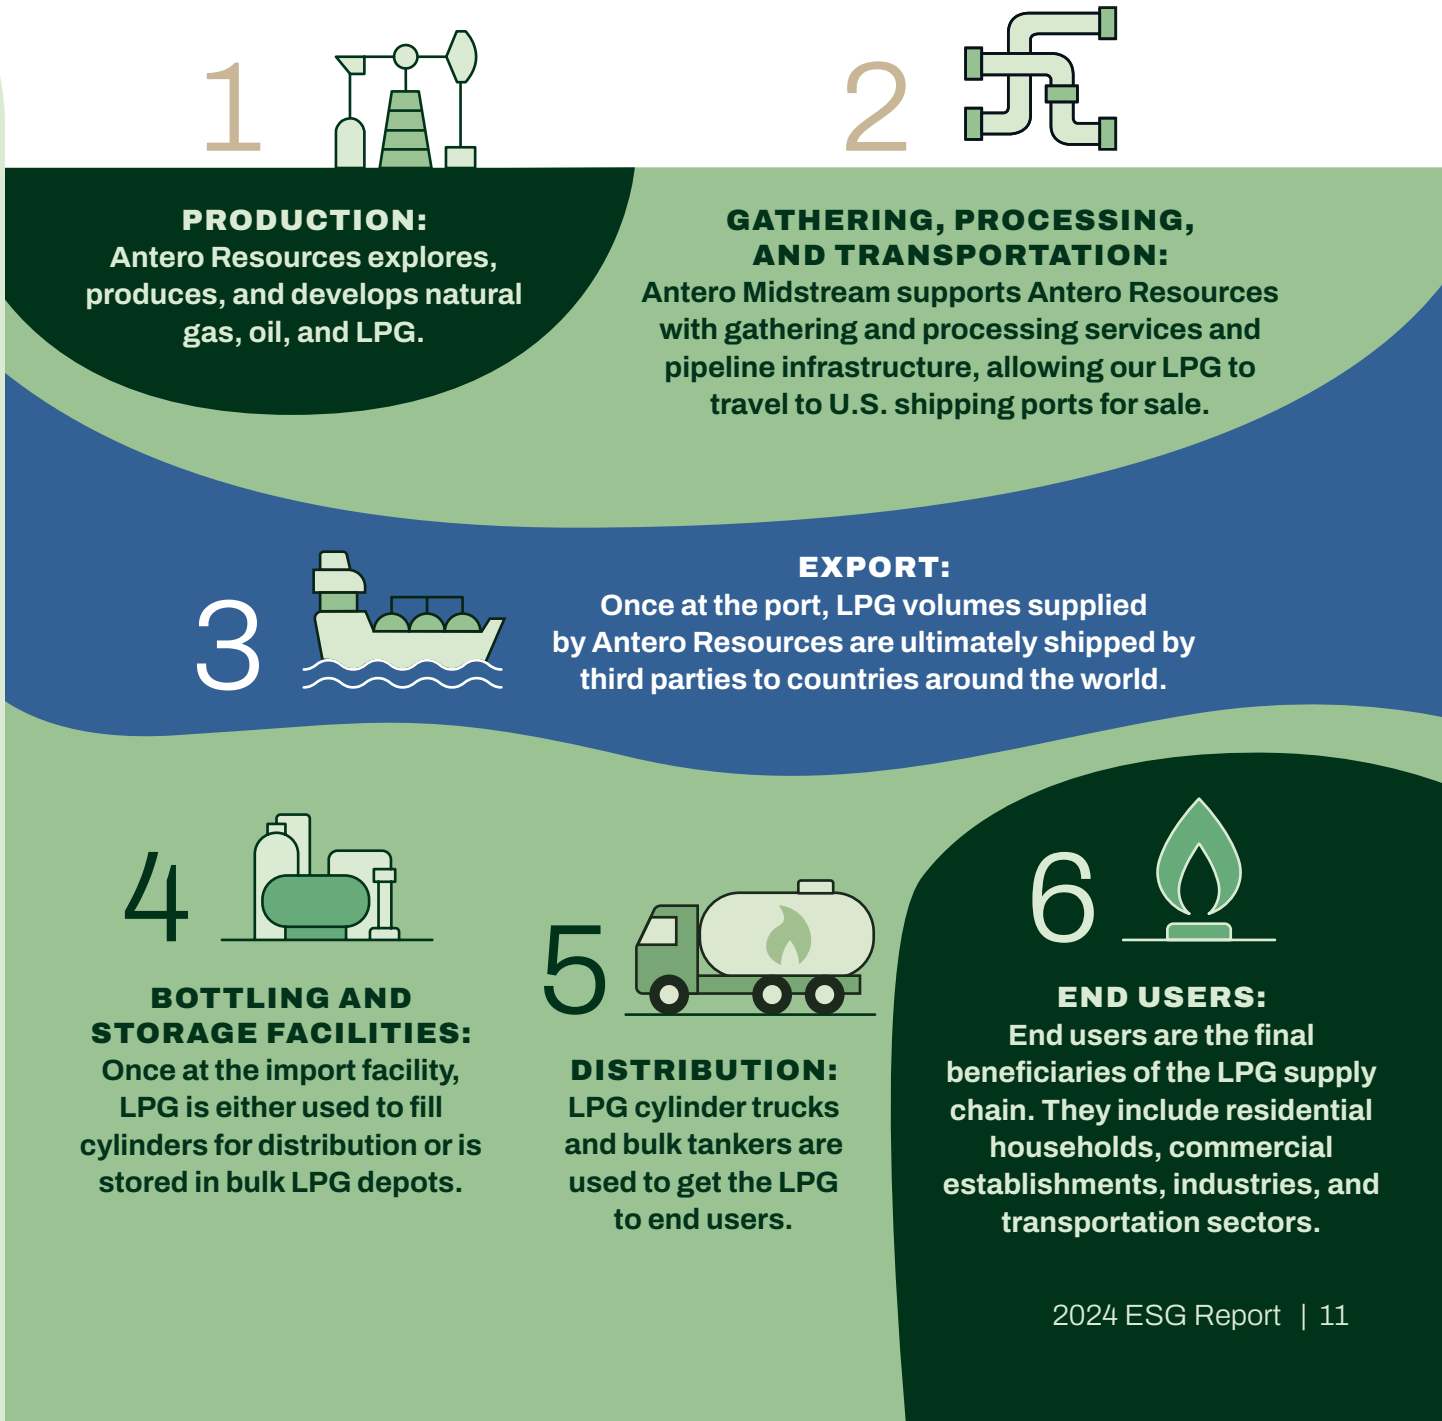 1
PRODUCTION:
Antero Resources explores,
produces, and develops natural
gas, oil, and LPG.
2
GATHERING, PROCESSING,
AND TRANSPORTATION:
Antero Midstream supports Antero Resources
with gathering and processing services and
pipeline infrastructure, allowing our LPG to
travel to U.S. shipping ports for sale.
3
EXPORT:
Once at the port, LPG volumes supplied
by Antero Resources are ultimately shipped by
third parties to countries around the world.
4
BOTTLING AND
STORAGE FACILITIES:
Once at the import facility,
LPG is either used to fill
cylinders for distribution or is
stored in bulk LPG depots.
5
DISTRIBUTION:
LPG cylinder trucks
and bulk tankers are
used to get the LPG
to end users.
6
END USERS:
End users are the final
beneficiaries of the LPG supply
chain. They include residential
households, commercial
establishments, industries, and
transportation sectors.
2024 ESG Report | 11